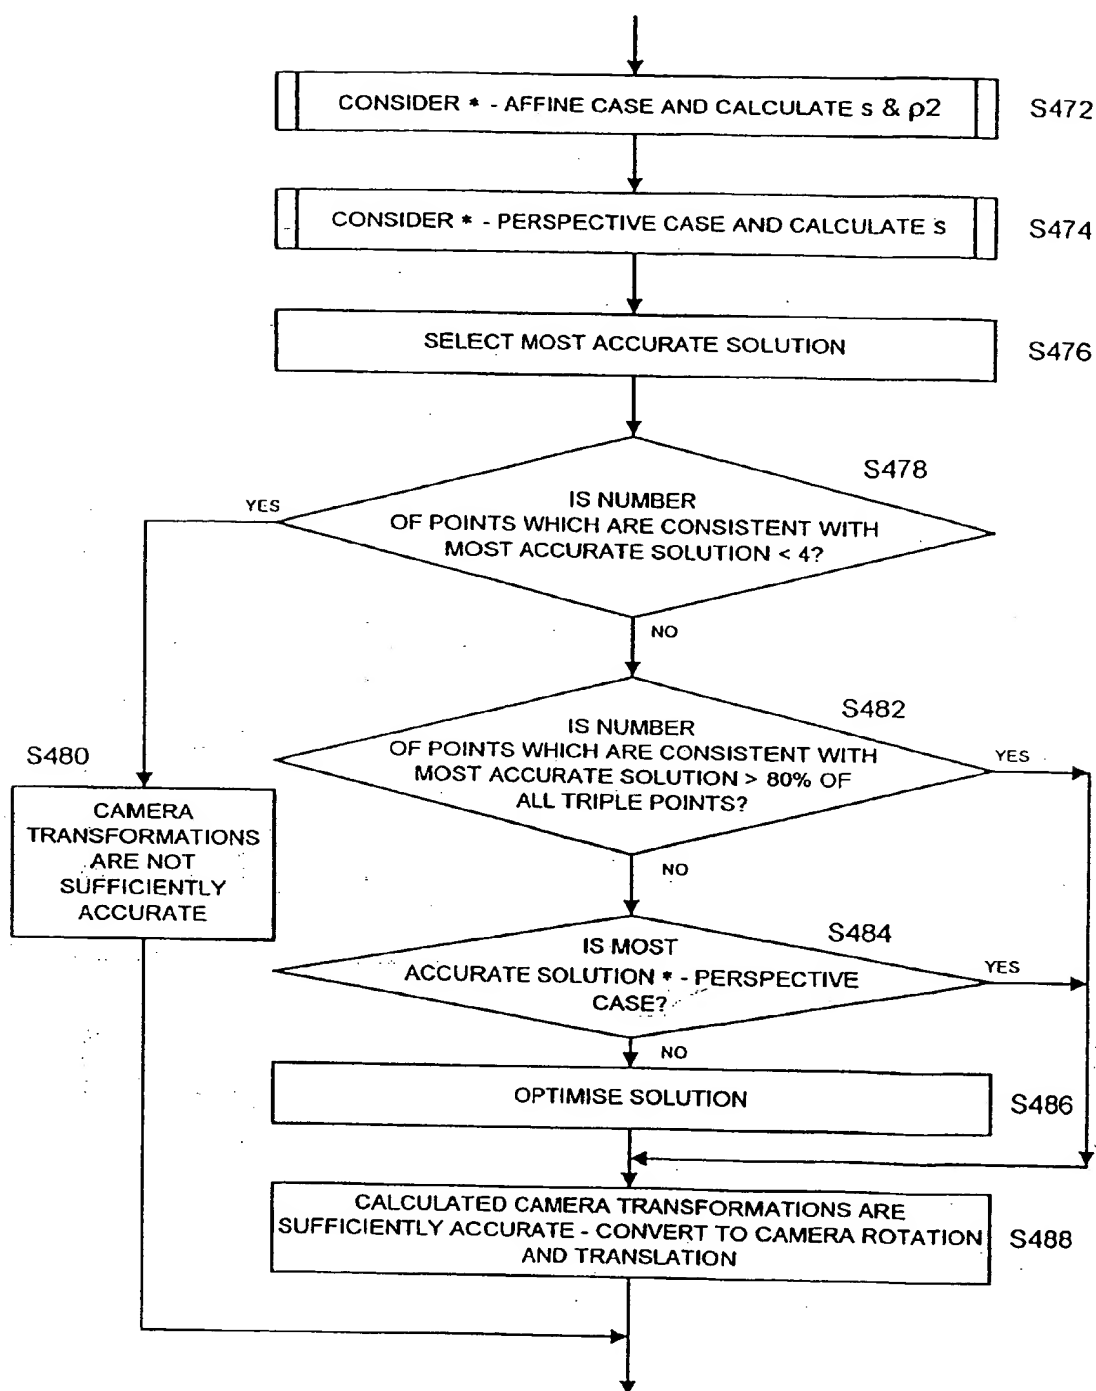 CONSIDER * - AFFINE CASE AND CALCULATE s & ρ2
S472
CONSIDER * - PERSPECTIVE CASE AND CALCULATE s
S474
SELECT MOST ACCURATE SOLUTION
S476
S478
YES
IS NUMBER
OF POINTS WHICH ARE CONSISTENT WITH
MOST ACCURATE SOLUTION < 4?
NO
S482
IS NUMBER
OF POINTS WHICH ARE CONSISTENT WITH
MOST ACCURATE SOLUTION > 80% OF
ALL TRIPLE POINTS?
YES
S480
CAMERA
TRANSFORMATIONS
ARE NOT
SUFFICIENTLY
ACCURATE
NO
S484
IS MOST
ACCURATE SOLUTION * - PERSPECTIVE
CASE?
YES
NO
OPTIMISE SOLUTION
S486
CALCULATED CAMERA TRANSFORMATIONS ARE
SUFFICIENTLY ACCURATE - CONVERT TO CAMERA ROTATION
AND TRANSLATION
S488